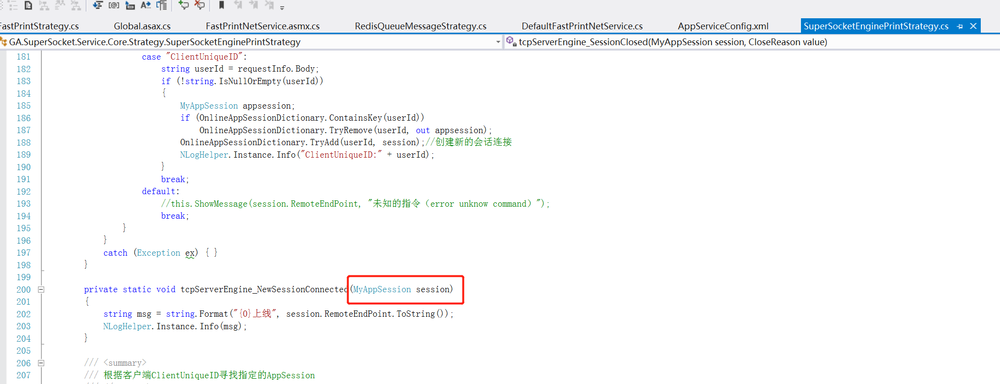 FastPrintStrategy.cs Global.asax.cs FastPrintNetService.asmx.cs RedisQueueMessageStrategy.cs DefaultFastPrintNetService.cs AppServiceConfig.xml SuperSocketEnginePrintStrategy.cs
GA.SuperSocket.Service.Core.Strategy.SuperSocketEnginePrintStrategy tcpServerEngine_SessionClosed(MyAppSession session, CloseReason value)
181 case "ClientUniqueID":
182 string userId = requestInfo.Body;
183 if (!string.IsNullOrEmpty(userId))
184 {
185 MyAppSession appsession;
186 if (OnlineAppSessionDictionary.ContainsKey(userId))
187 OnlineAppSessionDictionary.TryRemove(userId, out appsession);
188 OnlineAppSessionDictionary.TryAdd(userId, session);//创建新的会话连接
189 NLogHelper.Instance.Info("ClientUniqueID:" + userId);
190 }
191 break;
192 default:
193 //this.ShowMessage(session.RemoteEndPoint, "未知的指令（error unknow command）");
194 break;
195 }
196 }
197 catch (Exception ex) { }
198 }
199
200 private static void tcpServerEngine_NewSessionConnected(MyAppSession session)
201 {
202 string msg = string.Format("{0}上线", session.RemoteEndPoint.ToString());
203 NLogHelper.Instance.Info(msg);
204 }
205
206 /// <summary>
207 /// 根据客户端ClientUniqueID寻找指定的AppSession